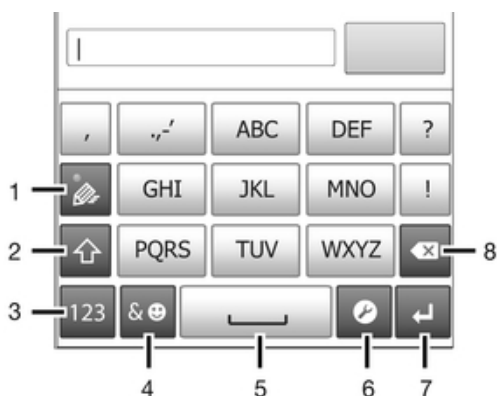 , .,-′ ABC DEF ?
1 GHI JKL MNO !
2 PQRS TUV WXYZ 8
3 123 &
4 5 6 7